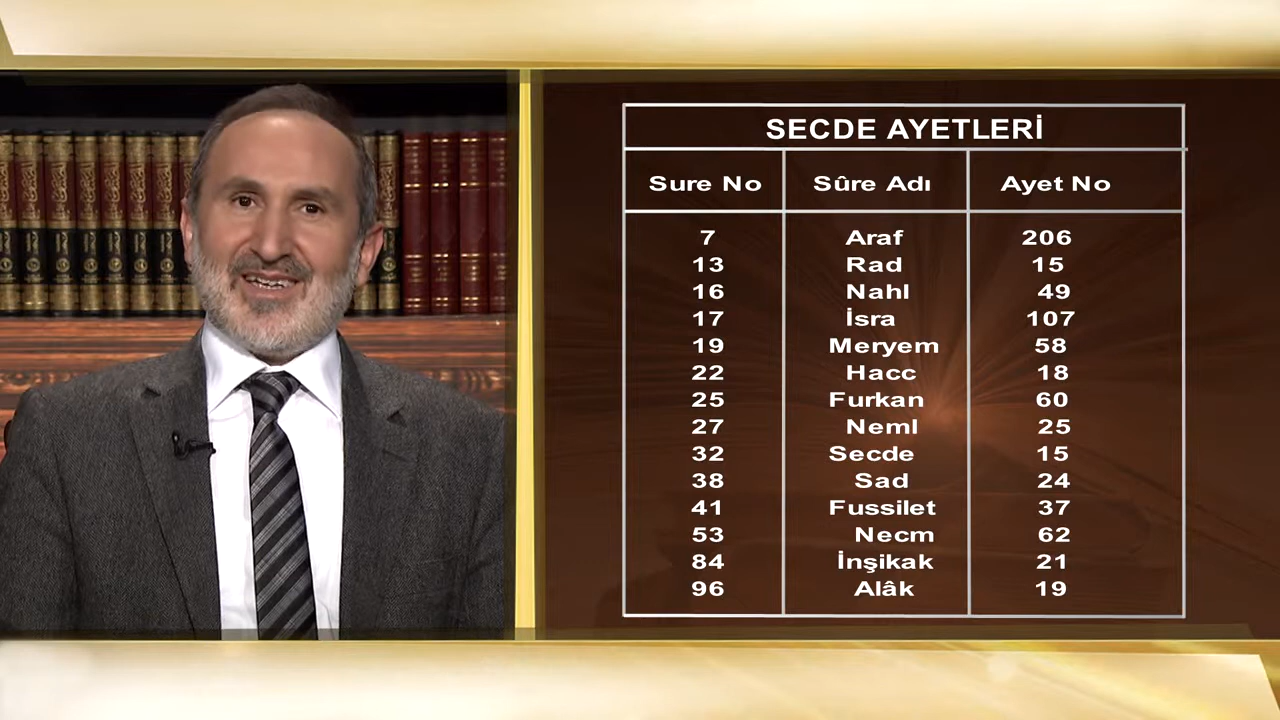 SECDE AYETLERİ
Sure No Sûre Adı Ayet No
7 Araf 206
13 Rad 15
16 Nahl 49
17 İsra 107
19 Meryem 58
22 Hacc 18
25 Furkan 60
27 Neml 25
32 Secde 15
38 Sad 24
41 Fussilet 37
53 Necm 62
84 İnşikak 21
96 Alâk 19